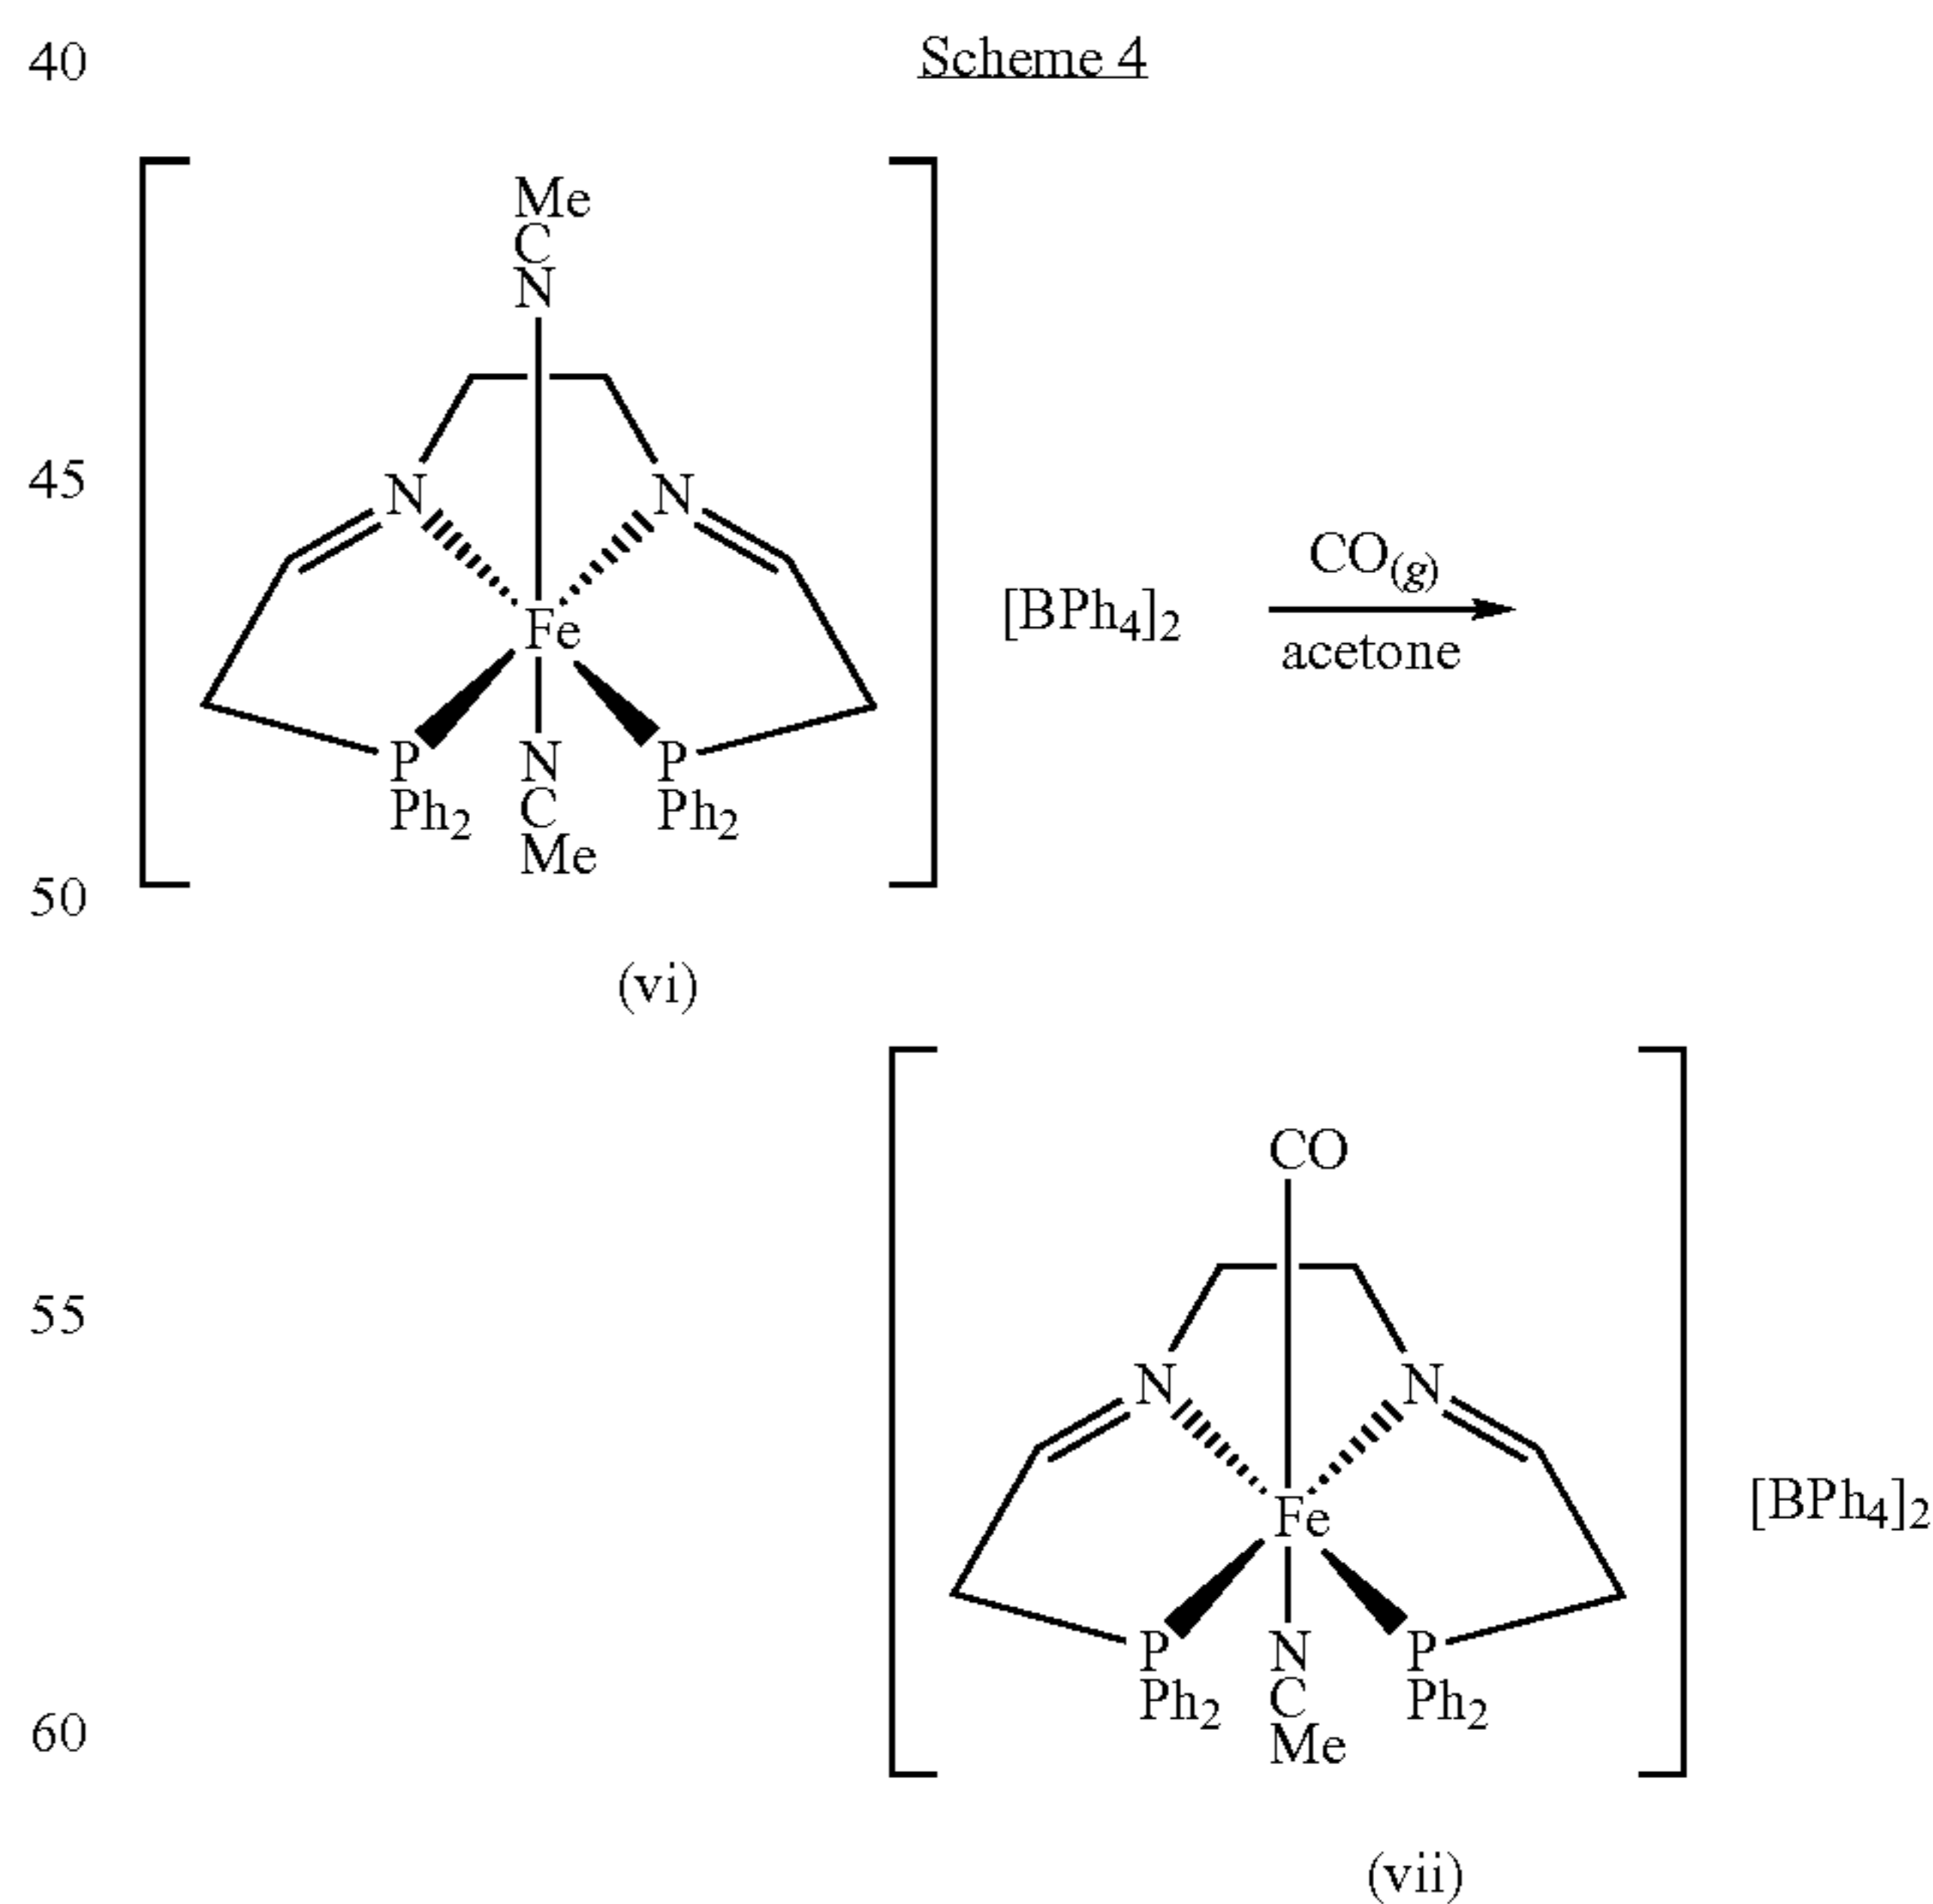 40
Scheme 4
Me
C
N
45
N N
CO(g)
[BPh4]2
Fe
acetone
P N P
Ph2 C Ph2
Me
50
(vi)
CO
55
N N
[BPh4]2
Fe
P N P
Ph2 C Ph2
60
Me
(vii)